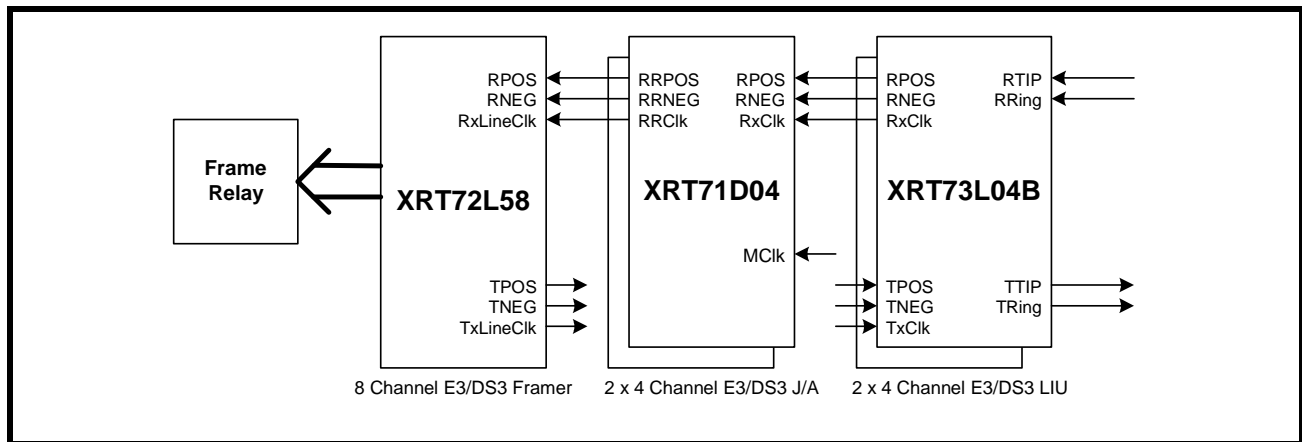 Frame
Relay
RPOS
RNEG
RxLineClk
XRT72L58
TPOS
TNEG
TxLineClk
8 Channel E3/DS3 Framer
RRPOS
RRNEG
RRClk
RPOS
RNEG
RxClk
XRT71D04
MClk
2 x 4 Channel E3/DS3 J/A
RPOS
RNEG
RxClk
RTIP
RRing
XRT73L04B
TPOS
TNEG
TxClk
TTIP
TRing
2 x 4 Channel E3/DS3 LIU